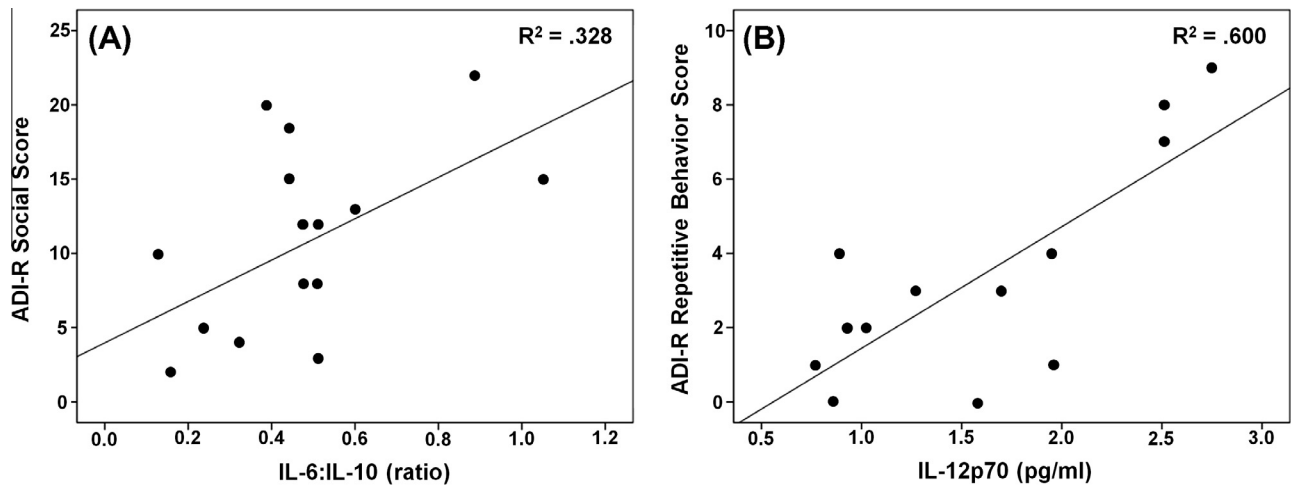 (A)
R² = .328
ADI-R Social Score
25
20
15
10
5
0
0.0 0.2 0.4 0.6 0.8 1.0 1.2
IL-6:IL-10 (ratio)
(B)
R² = .600
ADI-R Repetitive Behavior Score
10
8
6
4
2
0
0.5 1.0 1.5 2.0 2.5 3.0
IL-12p70 (pg/ml)